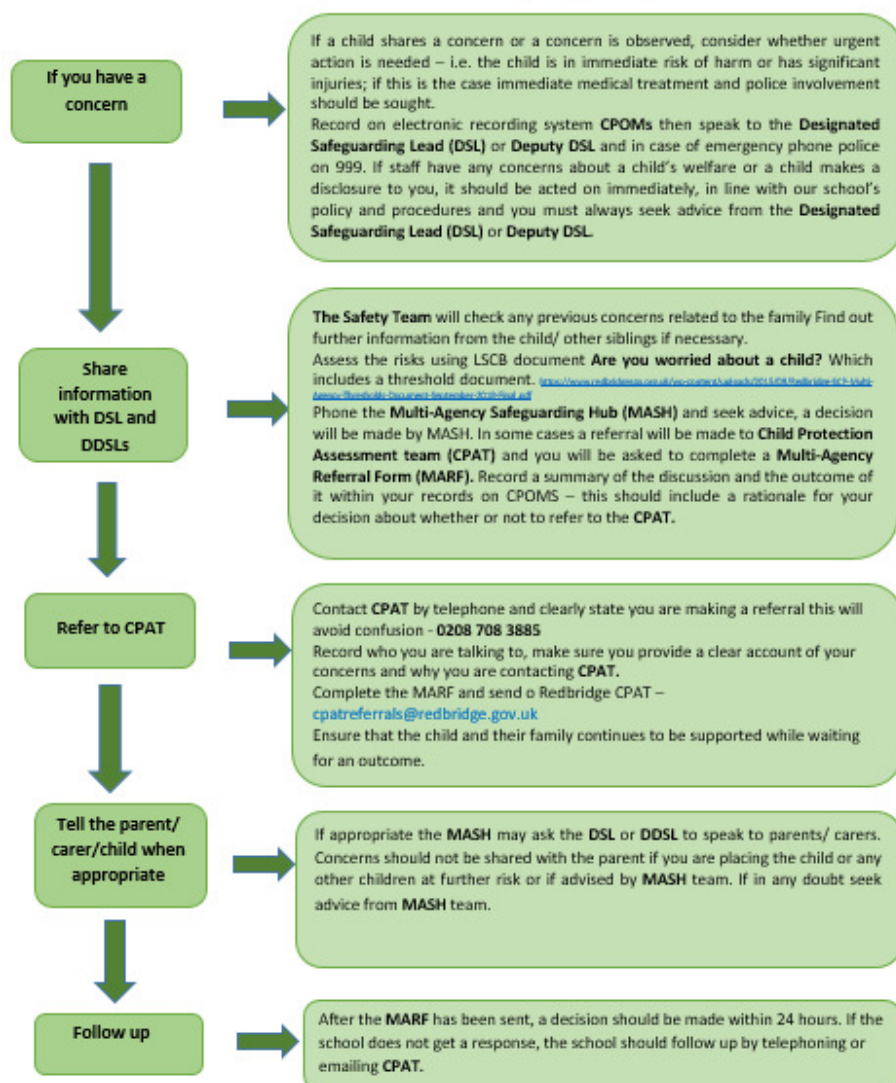 If you have a
concern
If a child shares a concern or a concern is observed, consider whether urgent
action is needed – i.e. the child is in immediate risk of harm or has significant
injuries; if this is the case immediate medical treatment and police involvement
should be sought.
Record on electronic recording system CPOMs then speak to the Designated
Safeguarding Lead (DSL) or Deputy DSL and in case of emergency phone police
on 999. If staff have any concerns about a child's welfare or a child makes a
disclosure to you, it should be acted on immediately, in line with our school's
policy and procedures and you must always seek advice from the Designated
Safeguarding Lead (DSL) or Deputy DSL.
Share
information
with DSL and
DDSLs
The Safety Team will check any previous concerns related to the family Find out
further information from the child/ other siblings if necessary.
Assess the risks using LSCB document Are you worried about a child? Which
includes a threshold document.
Phone the Multi-Agency Safeguarding Hub (MASH) and seek advice, a decision
will be made by MASH. In some cases a referral will be made to Child Protection
Assessment team (CPAT) and you will be asked to complete a Multi-Agency
Referral Form (MARF). Record a summary of the discussion and the outcome of
it within your records on CPOMS – this should include a rationale for your
decision about whether or not to refer to the CPAT.
Refer to CPAT
Contact CPAT by telephone and clearly state you are making a referral this will
avoid confusion - 0208 708 3885
Record who you are talking to, make sure you provide a clear account of your
concerns and why you are contacting CPAT.
Complete the MARF and send o Redbridge CPAT –
cpatreferrals@redbridge.gov.uk
Ensure that the child and their family continues to be supported while waiting
for an outcome.
Tell the parent/
carer/child when
appropriate
If appropriate the MASH may ask the DSL or DDSL to speak to parents/ carers.
Concerns should not be shared with the parent if you are placing the child or any
other children at further risk or if advised by MASH team. If in any doubt seek
advice from MASH team.
Follow up
After the MARF has been sent, a decision should be made within 24 hours. If the
school does not get a response, the school should follow up by telephoning or
emailing CPAT.